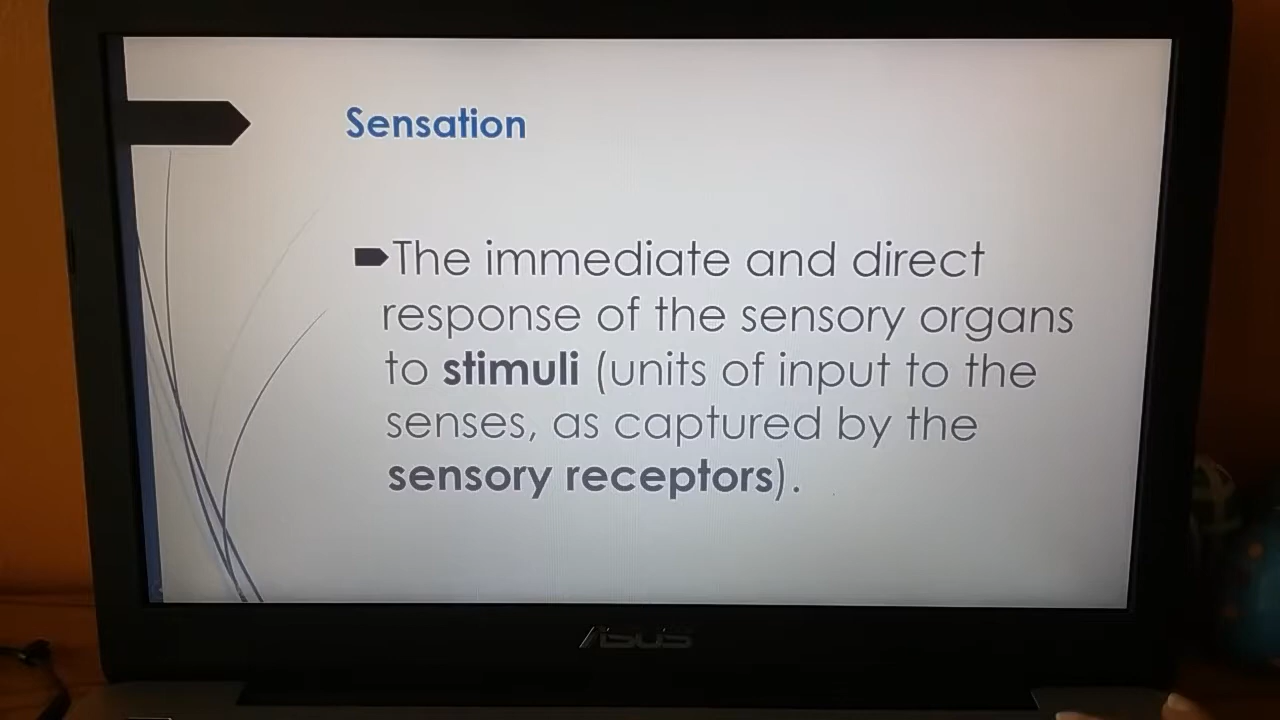 Sensation
The immediate and direct
response of the sensory organs
to stimuli (units of input to the
senses, as captured by the
sensory receptors).
ASUS